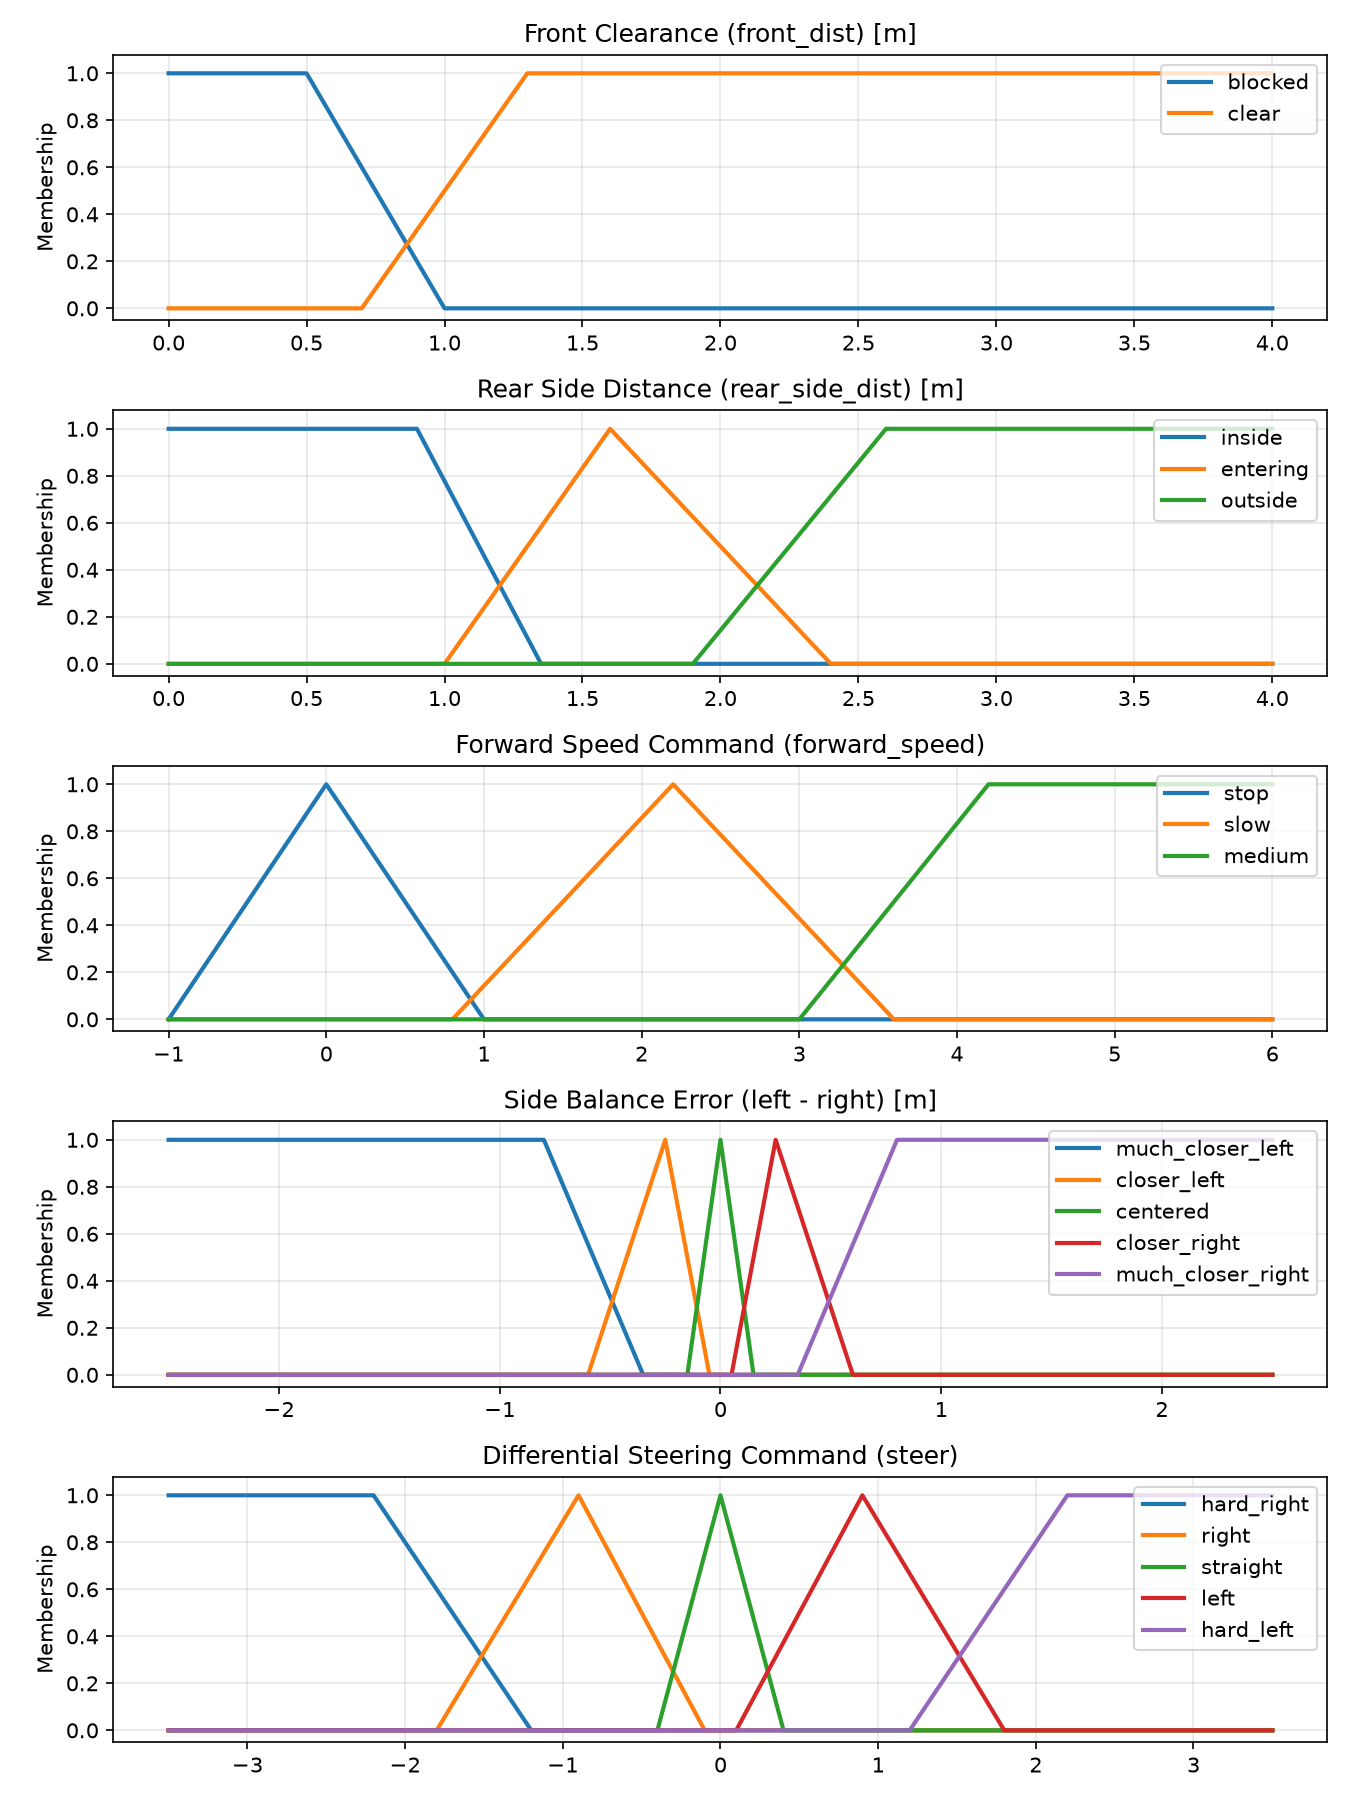 Front Clearance (front_dist) [m]
Membership
1.0
0.8
0.6
0.4
0.2
0.0
blocked
clear
0.0 0.5 1.0 1.5 2.0 2.5 3.0 3.5 4.0
Rear Side Distance (rear_side_dist) [m]
Membership
1.0
0.8
0.6
0.4
0.2
0.0
inside
entering
outside
0.0 0.5 1.0 1.5 2.0 2.5 3.0 3.5 4.0
Forward Speed Command (forward_speed)
Membership
1.0
0.8
0.6
0.4
0.2
0.0
stop
slow
medium
−1 0 1 2 3 4 5 6
Side Balance Error (left - right) [m]
Membership
1.0
0.8
0.6
0.4
0.2
0.0
much_closer_left
closer_left
centered
closer_right
much_closer_right
−2 −1 0 1 2
Differential Steering Command (steer)
Membership
1.0
0.8
0.6
0.4
0.2
0.0
hard_right
right
straight
left
hard_left
−3 −2 −1 0 1 2 3